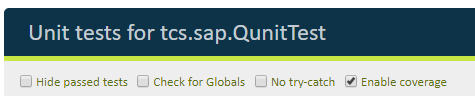 Unit tests for tcs.sap.QunitTest
Hide passed tests Check for Globals No try-catch Enable coverage